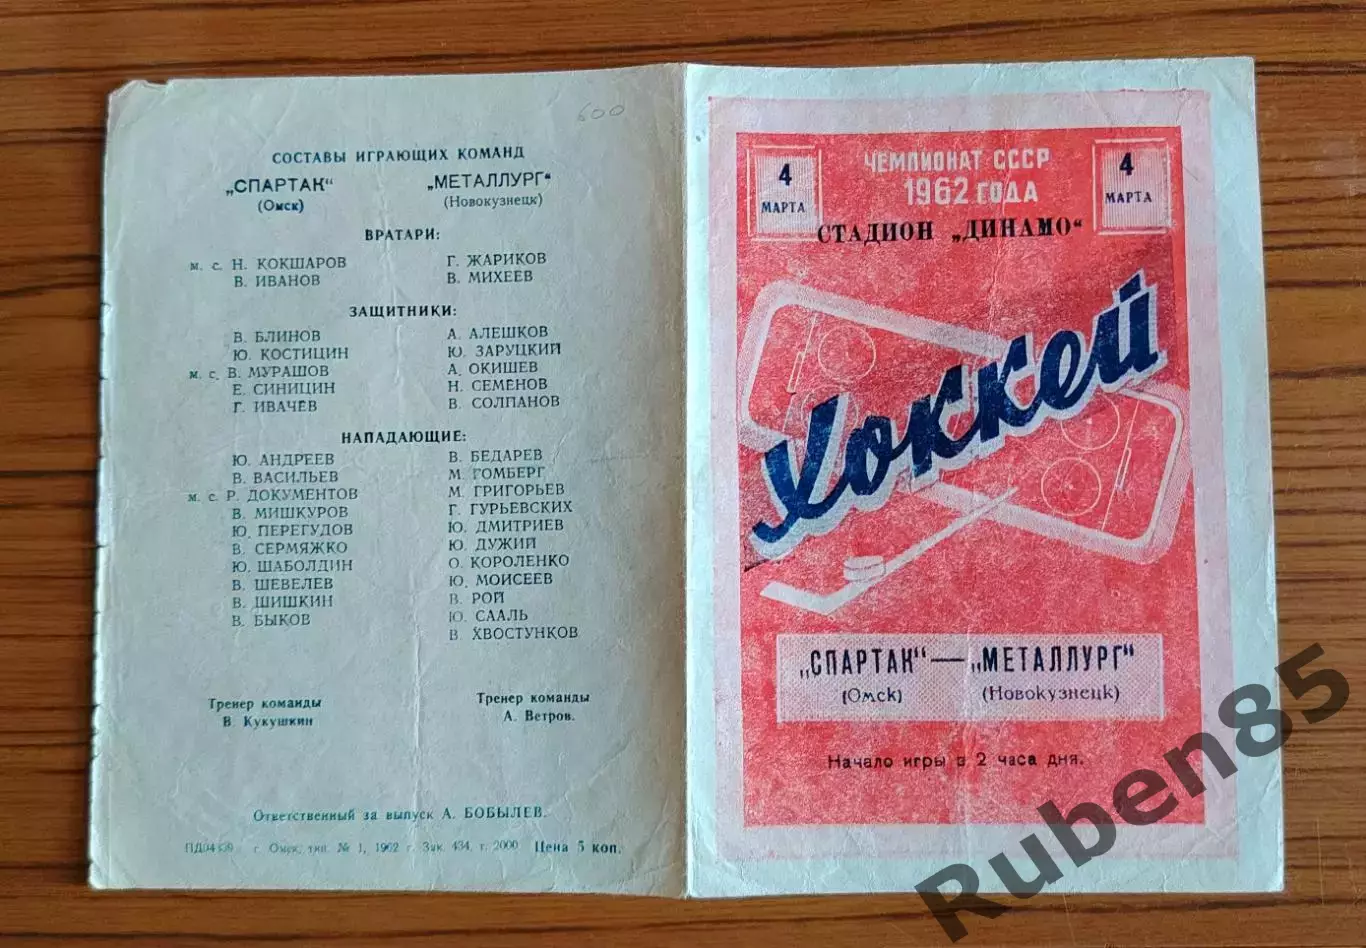 600
СОСТАВЫ ИГРАЮЩИХ КОМАНД
„СПАРТАК“ „МЕТАЛЛУРГ“
(Омск) (Новокузнецк)
ВРАТАРИ:
м. с. Н. КОКШАРОВ Г. ЖАРИКОВ
В. ИВАНОВ В. МИХЕЕВ
ЗАЩИТНИКИ:
В. БЛИНОВ А. АЛЕШКОВ
Ю. КОСТИЦИН Ю. ЗАРУЦКИЙ
м. с. В. МУРАШОВ А. ОКИШЕВ
Е. СИНИЦИН Н. СЕМЕНОВ
Г. ИВАЧЕВ В. СОЛПАНОВ
НАПАДАЮЩИЕ:
Ю. АНДРЕЕВ В. БЕДАРЕВ
В. ВАСИЛЬЕВ М. ГОМБЕРГ
м. с. Р. ДОКУМЕНТОВ М. ГРИГОРЬЕВ
В. МИШКУРОВ Г. ГУРЬЕВСКИХ
Ю. ПЕРЕГУДОВ Ю. ДМИТРИЕВ
В. СЕРМЯЖКО Ю. ДУЖИЙ
Ю. ШАБОЛДИН О. КОРОЛЕНКО
В. ШЕВЕЛЕВ Ю. МОИСЕЕВ
В. ШИШКИН В. РОЙ
В. БЫКОВ Ю. СААЛЬ
В. ХВОСТУНКОВ
Тренер команды Тренер команды
В. Кукушкин А. Ветров.
Ответственный за выпуск А. БОБЫЛЕВ.
г. Омск, тип. № 1, 1962 г. Зак. 434, т. 2000 Цена 5 коп.
4 МАРТА
ЧЕМПИОНАТ СССР
1962 ГОДА
4 МАРТА
СТАДИОН „ДИНАМО“
Хоккей
„СПАРТАК“—„МЕТАЛЛУРГ“
(Омск) (Новокузнецк)
Начало игры в 2 часа дня.
Ruben85